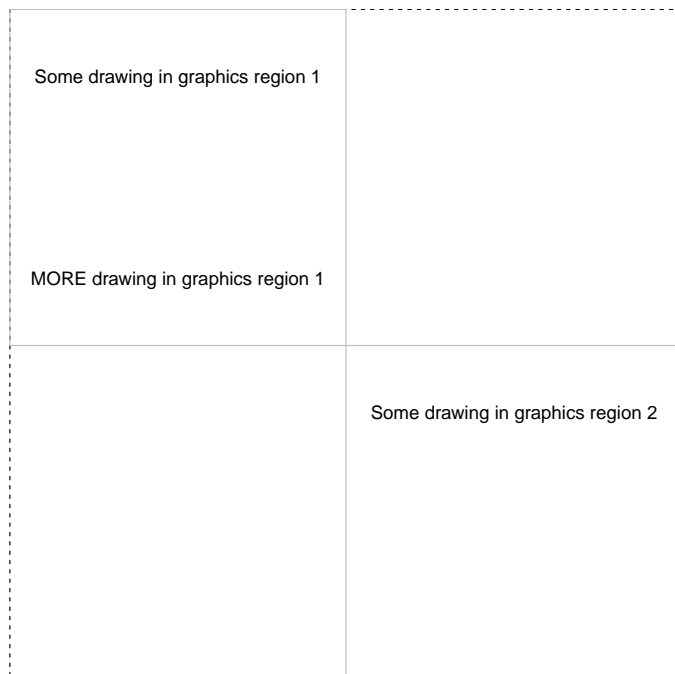 Some drawing in graphics region 1
MORE drawing in graphics region 1
Some drawing in graphics region 2